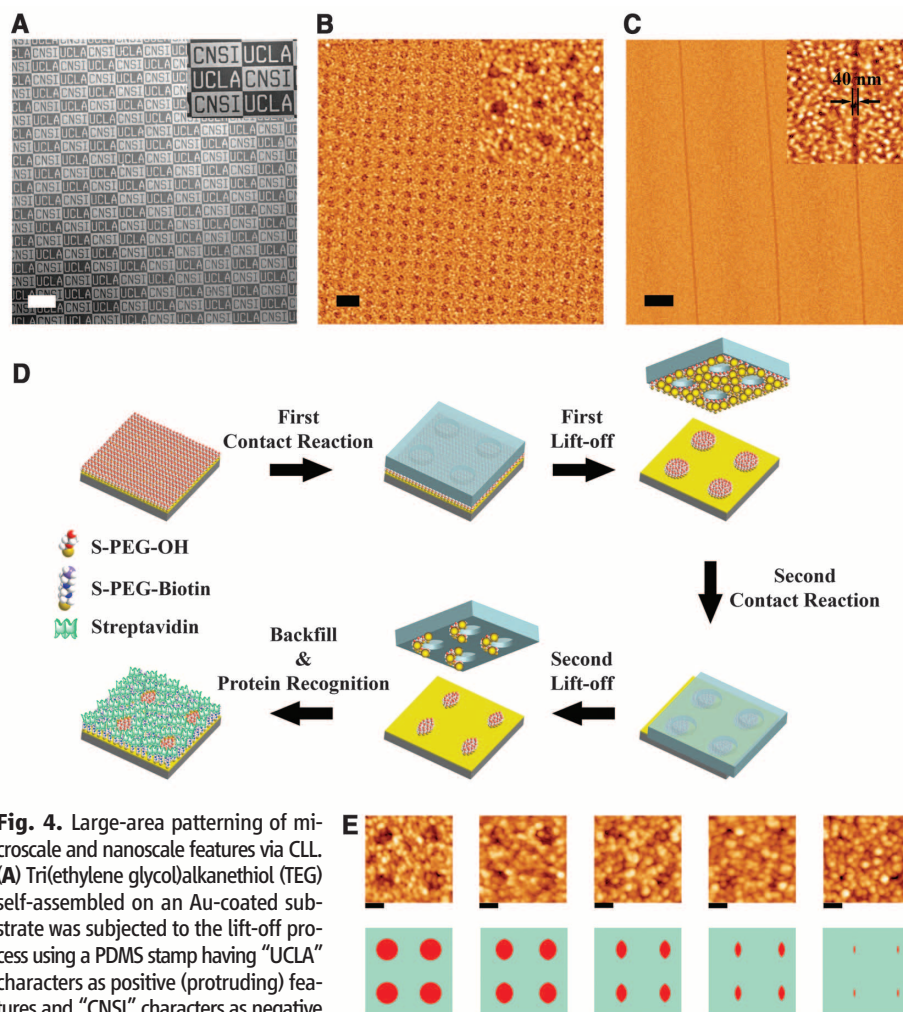 A
B
C
CNSI UCLA
UCLA CNSI
CNSI UCLA
40 nm
D
First
Contact Reaction
First
Lift-off
S-PEG-OH
S-PEG-Biotin
Streptavidin
Second
Contact Reaction
Backfill
&
Protein Recognition
Second
Lift-off
Fig. 4. Large-area patterning of mi-
croscale and nanoscale features via CLL.
(A) Tri(ethylene glycol)alkanethiol (TEG)
self-assembled on an Au-coated sub-
strate was subjected to the lift-off pro-
cess using a PDMS stamp having “UCLA”
characters as positive (protruding) fea-
tures and “CNSI” characters as negative
E